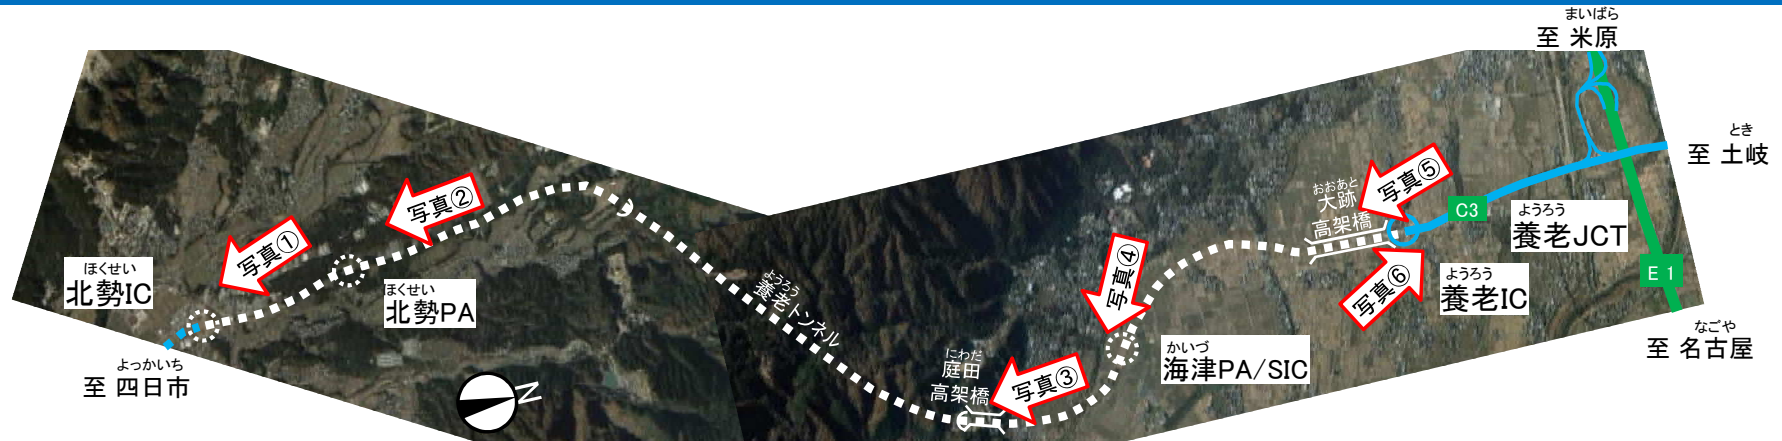 まいばら
至 米原
とき
至 土岐
おおあと
大跡
高架橋
写真⑤
C3
ようろう
養老JCT
写真②
写真①
ほくせい
北勢IC
ほくせい
北勢PA
ようろう
養老トンネル
写真④
写真⑥
ようろう
養老IC
E 1
なごや
至 名古屋
かいづ
海津PA/SIC
にわだ
庭田
高架橋
写真③
よっかいち
至 四日市
N